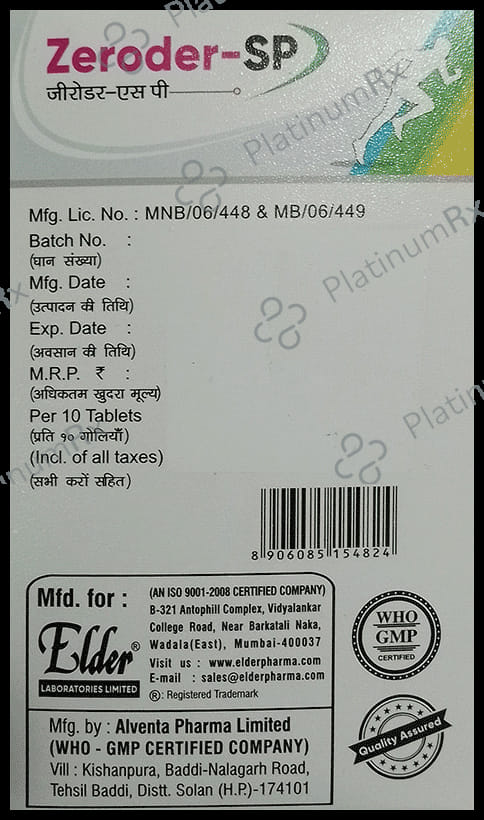 Zeroder-SP
जीरोडर-एस पी
Mfg. Lic. No. : MNB/06/448 & MB/06/449
Batch No. :
(घान संख्या)
Mfg. Date :
(उत्पादन की तिथि)
Exp. Date :
(अवसान की तिथि)
M.R.P. ₹ :
(अधिकतम खुदरा मूल्य)
Per 10 Tablets
(प्रति १० गोलियाँ)
(Incl. of all taxes)
(सभी करों सहित)
8 906085 154824
Mfd. for :
Elder®
LABORATORIES LIMITED
(AN ISO 9001-2008 CERTIFIED COMPANY)
B-321 Antophill Complex, Vidyalankar
College Road, Near Barkatali Naka,
Wadala(East), Mumbai-400037
Visit us : www.elderpharma.com
E-mail : sales@elderpharma.com
®: Registered Trademark
WHO
GMP
CERTIFIED
Quality Assured
Mfg. by : Alventa Pharma Limited
(WHO - GMP CERTIFIED COMPANY)
Vill : Kishanpura, Baddi-Nalagarh Road,
Tehsil Baddi, Distt. Solan (H.P.)-174101
PlatinumRx
PlatinumRx
PlatinumRx